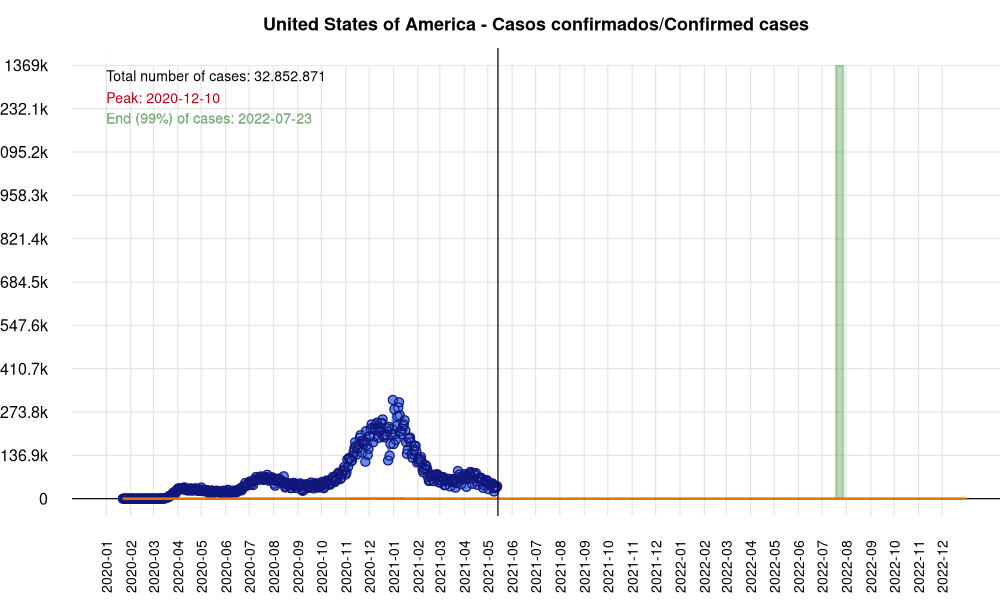 United States of America - Casos confirmados/Confirmed cases
1369k
Total number of cases: 32.852.871
Peak: 2020-12-10
232.1k
End (99%) of cases: 2022-07-23
095.2k
958.3k
821.4k
684.5k
547.6k
410.7k
273.8k
136.9k
0
2020-01
2020-02
2020-03
2020-04
2020-05
2020-06
2020-07
2020-08
2020-09
2020-10
2020-11
2020-12
2021-01
2021-02
2021-03
2021-04
2021-05
2021-06
2021-07
2021-08
2021-09
2021-10
2021-11
2021-12
2022-01
2022-02
2022-03
2022-04
2022-05
2022-06
2022-07
2022-08
2022-09
2022-10
2022-11
2022-12